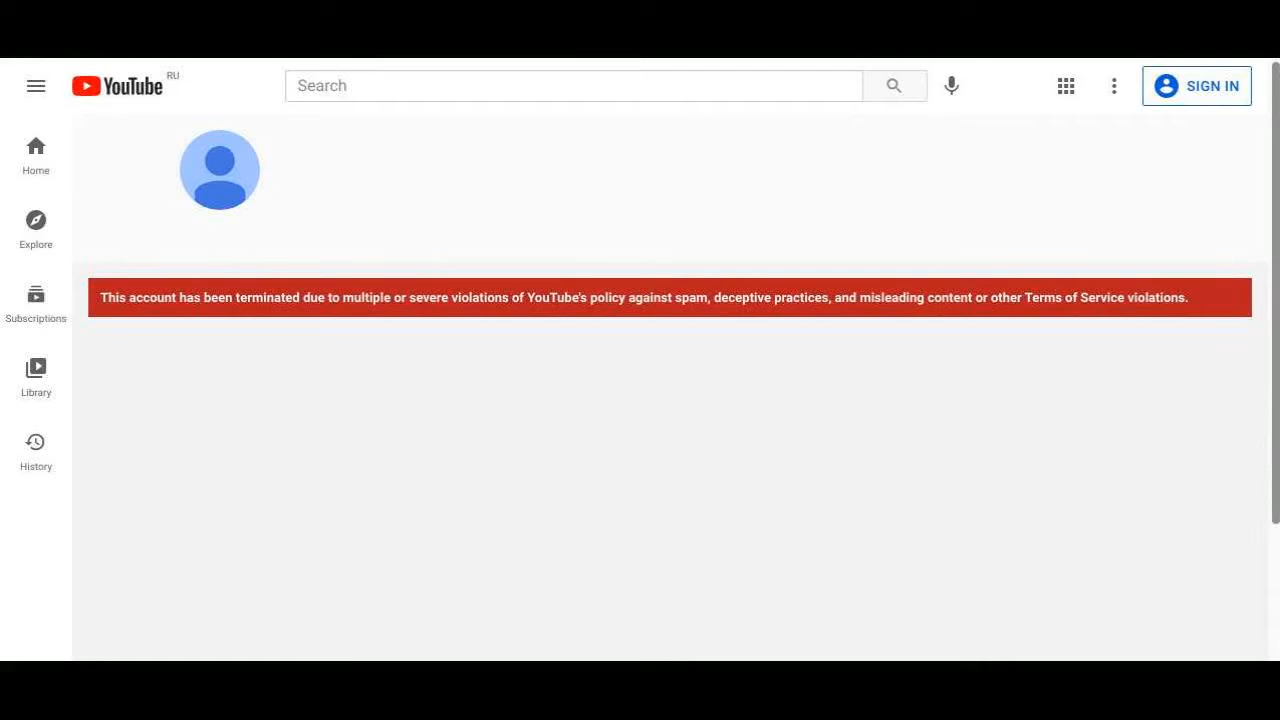 YouTube RU
Search
SIGN IN
Home
Explore
Subscriptions
Library
History
This account has been terminated due to multiple or severe violations of YouTube's policy against spam, deceptive practices, and misleading content or other Terms of Service violations.